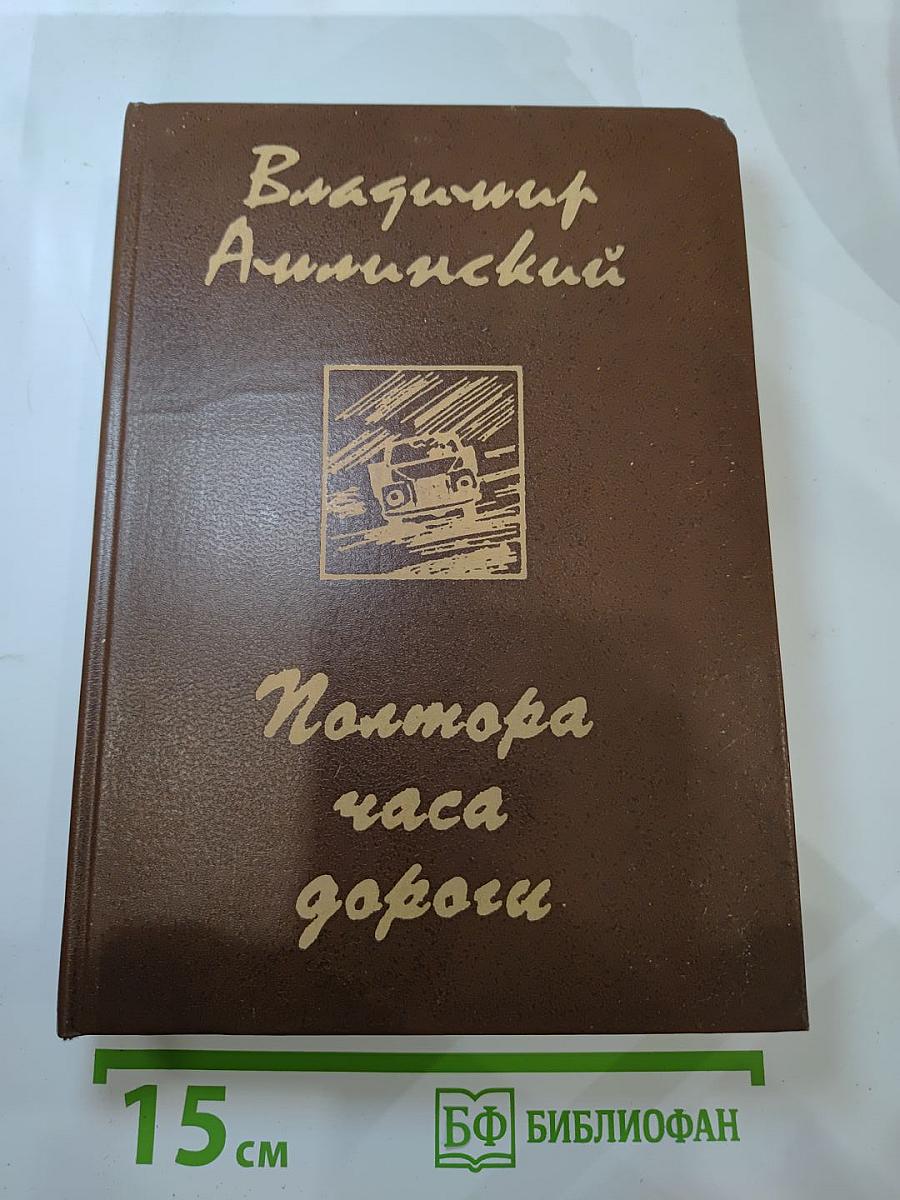 Владимир
Амлинский
Полтора
часа
дороги
15 см
БФ БИБЛИОФАН